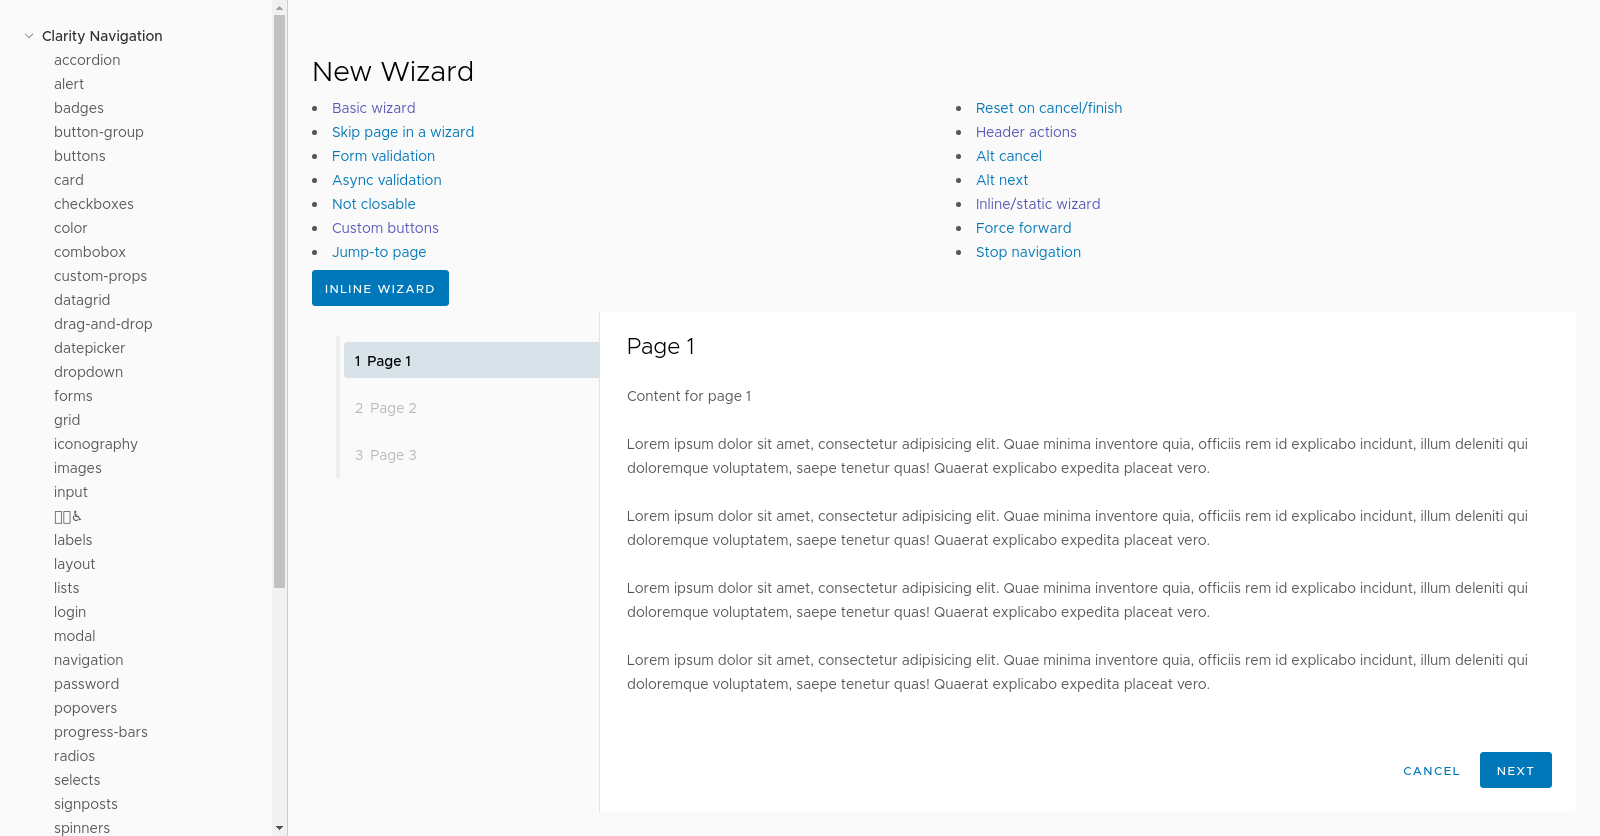 Clarity Navigation
accordion
alert
badges
button-group
buttons
card
checkboxes
color
combobox
custom-props
datagrid
drag-and-drop
datepicker
dropdown
forms
grid
iconography
images
input
♿
labels
layout
lists
login
modal
navigation
password
popovers
progress-bars
radios
selects
signposts
spinners
New Wizard
Basic wizard
Skip page in a wizard
Form validation
Async validation
Not closable
Custom buttons
Jump-to page
Reset on cancel/finish
Header actions
Alt cancel
Alt next
Inline/static wizard
Force forward
Stop navigation
INLINE WIZARD
1 Page 1
2 Page 2
3 Page 3
Page 1
Content for page 1
Lorem ipsum dolor sit amet, consectetur adipisicing elit. Quae minima inventore quia, officiis rem id explicabo incidunt, illum deleniti qui
doloremque voluptatem, saepe tenetur quas! Quaerat explicabo expedita placeat vero.
Lorem ipsum dolor sit amet, consectetur adipisicing elit. Quae minima inventore quia, officiis rem id explicabo incidunt, illum deleniti qui
doloremque voluptatem, saepe tenetur quas! Quaerat explicabo expedita placeat vero.
Lorem ipsum dolor sit amet, consectetur adipisicing elit. Quae minima inventore quia, officiis rem id explicabo incidunt, illum deleniti qui
doloremque voluptatem, saepe tenetur quas! Quaerat explicabo expedita placeat vero.
Lorem ipsum dolor sit amet, consectetur adipisicing elit. Quae minima inventore quia, officiis rem id explicabo incidunt, illum deleniti qui
doloremque voluptatem, saepe tenetur quas! Quaerat explicabo expedita placeat vero.
CANCEL
NEXT